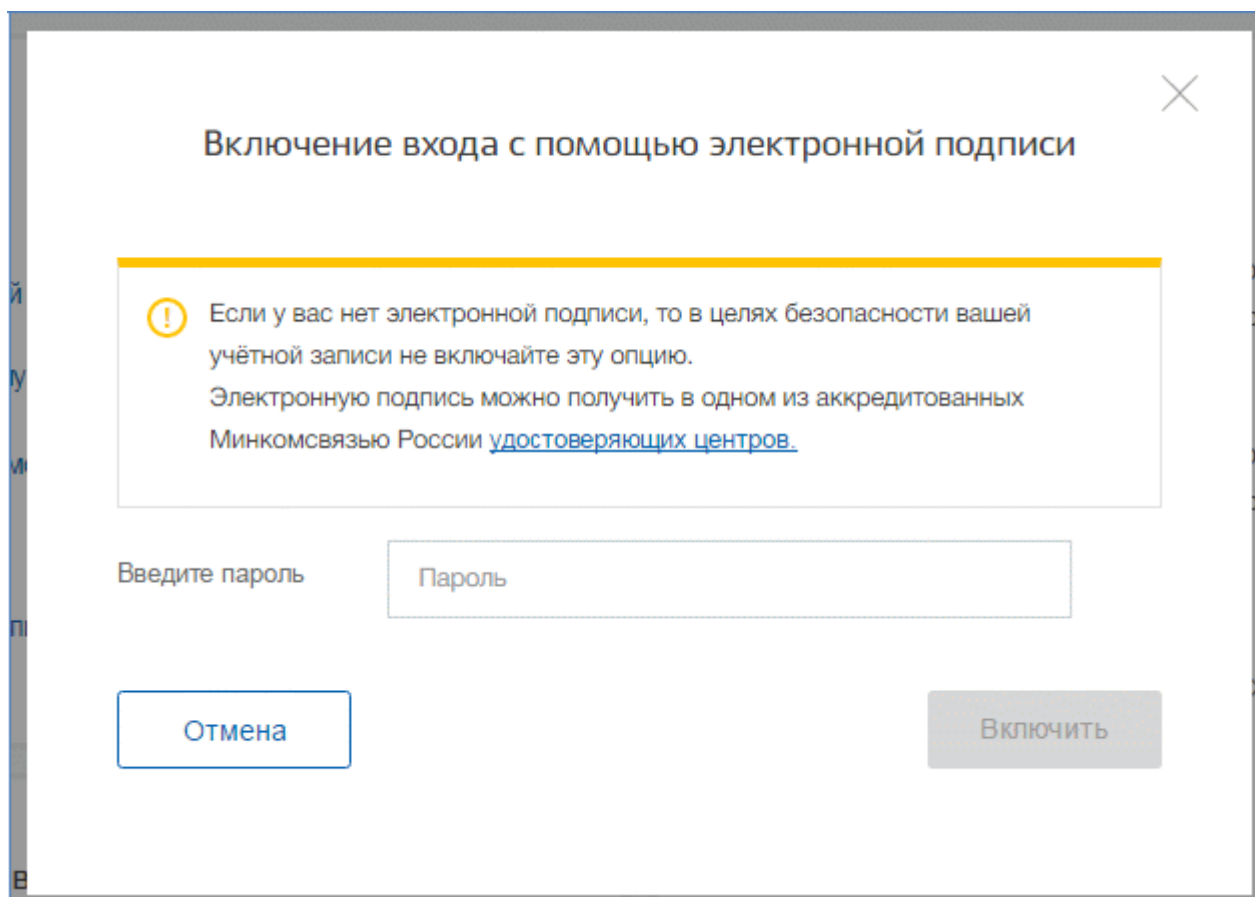 Включение входа с помощью электронной подписи
Если у вас нет электронной подписи, то в целях безопасности вашей
учётной записи не включайте эту опцию.
Электронную подпись можно получить в одном из аккредитованных
Минкомсвязью России удостоверяющих центров.
Введите пароль
Пароль
Отмена
Включить